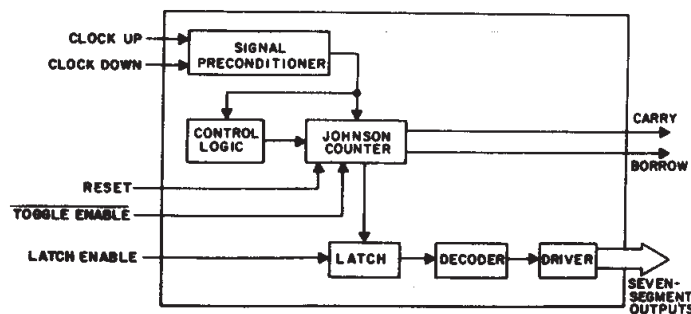 CLOCK UP
CLOCK DOWN
SIGNAL
PRECONDITIONER
CONTROL
LOGIC
JOHNSON
COUNTER
CARRY
BORROW
RESET
TOGGLE ENABLE
LATCH ENABLE
LATCH
DECODER
DRIVER
SEVEN-
SEGMENT
OUTPUTS